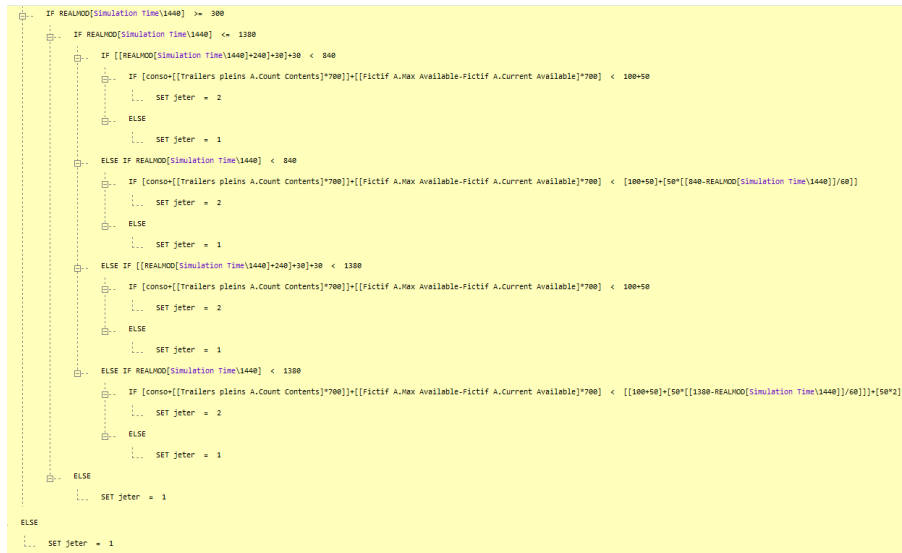 IF REALMOD[Simulation Time\1440] >= 300
IF REALMOD[Simulation Time\1440] <= 1380
IF [[REALMOD[Simulation Time\1440]+240]+30]+30 < 840
IF [conso+[[Trailers pleins A.Count Contents]*700]]+[[Fictif A.Max Available-Fictif A.Current Available]*700] < 100+50
SET jeter = 2
ELSE
SET jeter = 1
ELSE IF REALMOD[Simulation Time\1440] < 840
IF [conso+[[Trailers pleins A.Count Contents]*700]]+[[Fictif A.Max Available-Fictif A.Current Available]*700] < [100+50]+[50*[[840-REALMOD[Simulation Time\1440]]/60]]
SET jeter = 2
ELSE
SET jeter = 1
ELSE IF [[REALMOD[Simulation Time\1440]+240]+30]+30 < 1380
IF [conso+[[Trailers pleins A.Count Contents]*700]]+[[Fictif A.Max Available-Fictif A.Current Available]*700] < 100+50
SET jeter = 2
ELSE
SET jeter = 1
ELSE IF REALMOD[Simulation Time\1440] < 1380
IF [conso+[[Trailers pleins A.Count Contents]*700]]+[[Fictif A.Max Available-Fictif A.Current Available]*700] < [[100+50]+[50*[[1380-REALMOD[Simulation Time\1440]]/60]]]+[50*2]
SET jeter = 2
ELSE
SET jeter = 1
ELSE
SET jeter = 1
ELSE
SET jeter = 1